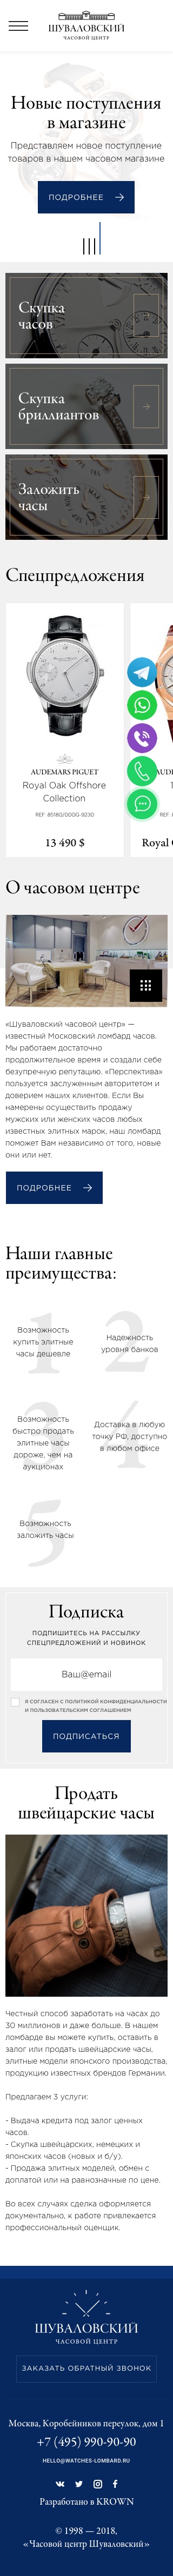 ШУВАЛОВСКИЙ
ЧАСОВОЙ ЦЕНТР
Новые поступления
в магазине
Представляем новое поступление
товаров в нашем часовом магазине
ПОДРОБНЕЕ
Скупка
часов
Скупка
бриллиантов
Заложить
часы
Спецпредложения
AUDEMARS PIGUET
Royal Oak Offshore
Collection
13 490 $
Royal
О часовом центре
«Шуваловский часовой центр» —
известный Московский ломбард часов.
Мы работаем достаточно
продолжительное время и создали себе
безупречную репутацию. «Перспектива»
пользуется заслуженным авторитетом и
доверием наших клиентов. Если Вы
намерены осуществить продажу
мужских или женских часов любых
известных элитных марок, наш ломбард
поможет Вам независимо от того, новые
они или нет.
ПОДРОБНЕЕ
Наши главные
преимущества:
1
Возможность
купить элитные
часы дешевле
2
Надежность
уровня банков
3
Возможность
быстро продать
элитные часы
дороже, чем на
аукционах
4
Доставка в любую
точку РФ, доступно
в любом офисе
5
Возможность
заложить часы
Подписка
ПОДПИШИТЕСЬ НА РАССЫЛКУ
СПЕЦПРЕДЛОЖЕНИЙ И НОВИНОК
Ваш@email
Я СОГЛАСЕН С ПОЛИТИКОЙ КОНФИДЕНЦИАЛЬНОСТИ
И ПОЛЬЗОВАТЕЛЬСКИМ СОГЛАШЕНИЕМ
ПОДПИСАТЬСЯ
Продать
швейцарские часы
Честный способ заработать на часах до
30 миллионов и даже больше. В нашем
ломбарде вы можете купить, оставить в
залог или продать швейцарские часы,
элитные модели японского производства,
продукцию известных брендов Германии.
Предлагаем 3 услуги:
- Выдача кредита под залог ценных
часов.
- Скупка швейцарских, немецких и
японских часов (новых и б/у).
- Продажа элитных моделей, обмен с
доплатой или на равнозначные по цене.
Во всех случаях сделка оформляется
документально, к работе привлекается
профессиональный оценщик.
ШУВАЛОВСКИЙ
ЧАСОВОЙ ЦЕНТР
ЗАКАЗАТЬ ОБРАТНЫЙ ЗВОНОК
Москва, Коробейников переулок, дом 1
+7 (495) 990-90-90
HELLO@WATCHES-LOMBARD.RU
Разработано в KROWN
© 1998 — 2018,
«Часовой центр Шуваловский»